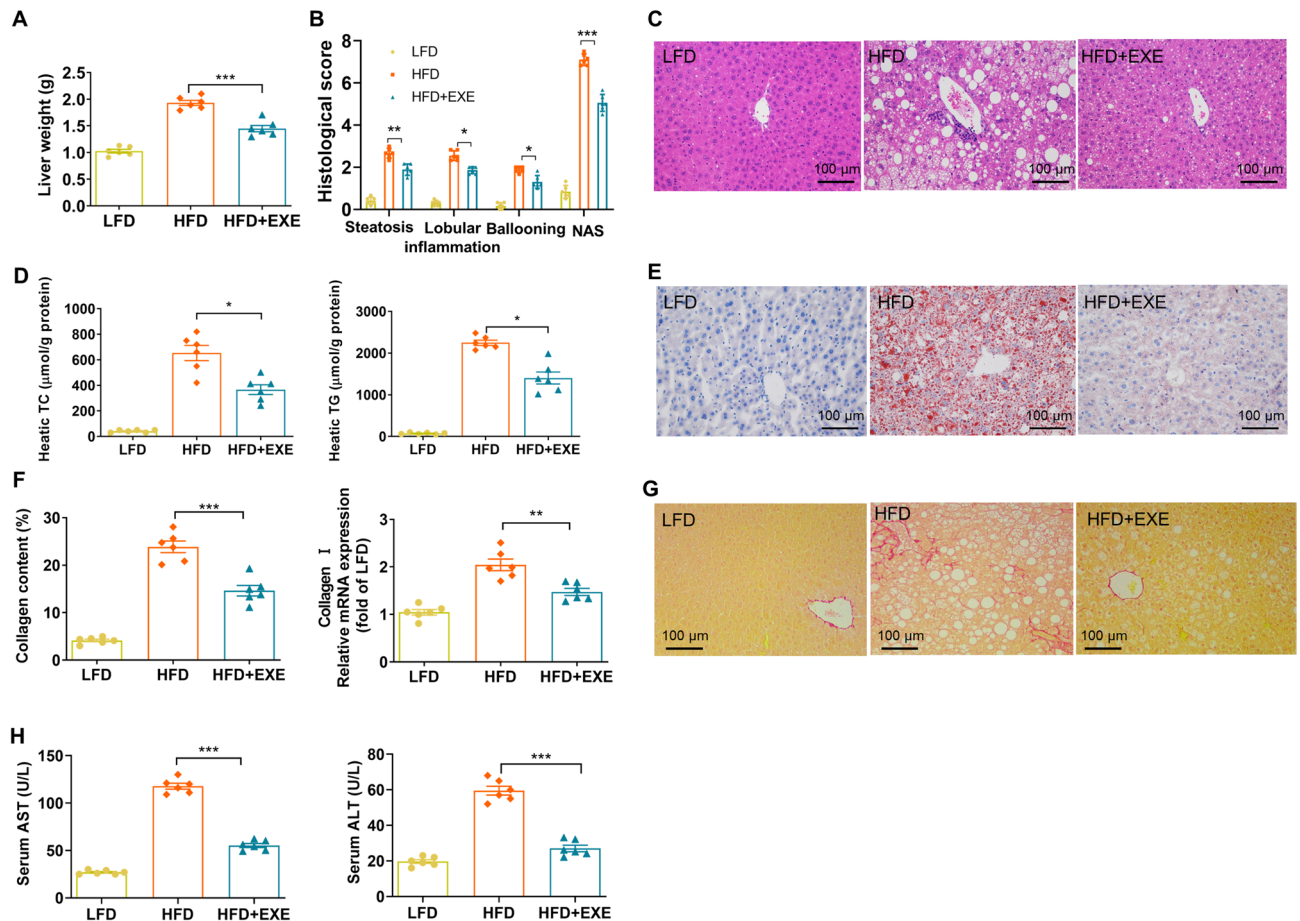 A
Liver weight (g)
2.5
2.0
1.5
1.0
0.5
0.0
***
LFD HFD HFD+EXE
B
Histological score
8
6
4
2
0
LFD
HFD
HFD+EXE
** * * ***
Steatosis Lobular Ballooning NAS
inflammation
C
LFD HFD HFD+EXE
100 µm 100 µm 100 µm
D
Heatic TC (µmol/g protein)
1000
800
600
400
200
0
*
LFD HFD HFD+EXE
Heatic TG (µmol/g protein)
3000
2000
1000
0
*
LFD HFD HFD+EXE
E
LFD HFD HFD+EXE
100 µm 100 µm 100 µm
F
Collagen content (%)
30
20
10
0
***
LFD HFD HFD+EXE
Collagen I
Relative mRNA expression
(fold of LFD)
3
2
1
0
**
LFD HFD HFD+EXE
G
LFD HFD HFD+EXE
100 µm 100 µm 100 µm
H
Serum AST (U/L)
150
100
50
0
***
LFD HFD HFD+EXE
Serum ALT (U/L)
80
60
40
20
0
***
LFD HFD HFD+EXE